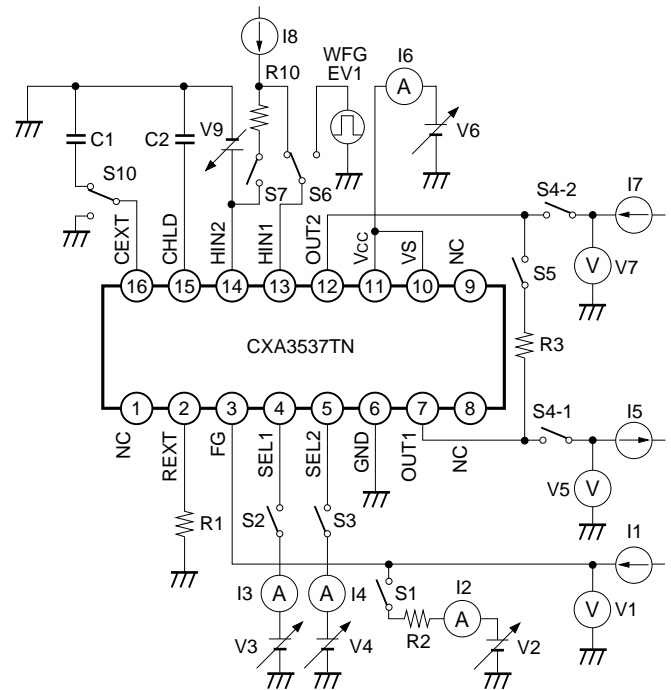 I8
WFG
EV1
I6
A
R10
C1
C2
V9
V6
S10
S7
S6
S4-2
I7
CEXT
CHLD
HIN2
HIN1
OUT2
VCC
VS
NC
S5
V
V7
16
15
14
13
12
11
10
9
CXA3537TN
R3
1
2
3
4
5
6
7
8
NC
REXT
FG
SEL1
SEL2
GND
OUT1
NC
S4-1
I5
V5
V
R1
S2
S3
I1
I3
A
I4
A
S1
I2
A
R2
V
V1
V3
V4
V2